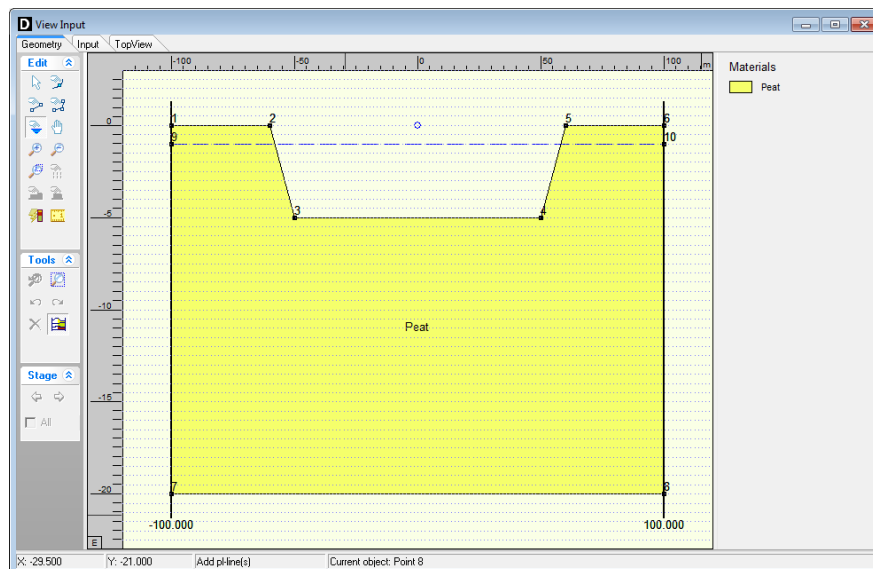 D View Input
Geometry Input TopView
Edit
-100 -50 0 50 100 m
Materials
Peat
1 2 5 6
0
9 10
3 4
-5
-10
Peat
Tools
-15
Stage
All
7 8
-20
-100.000 100.000
E
X: -29.500 Y: -21.000 Add pl-line(s) Current object: Point 8